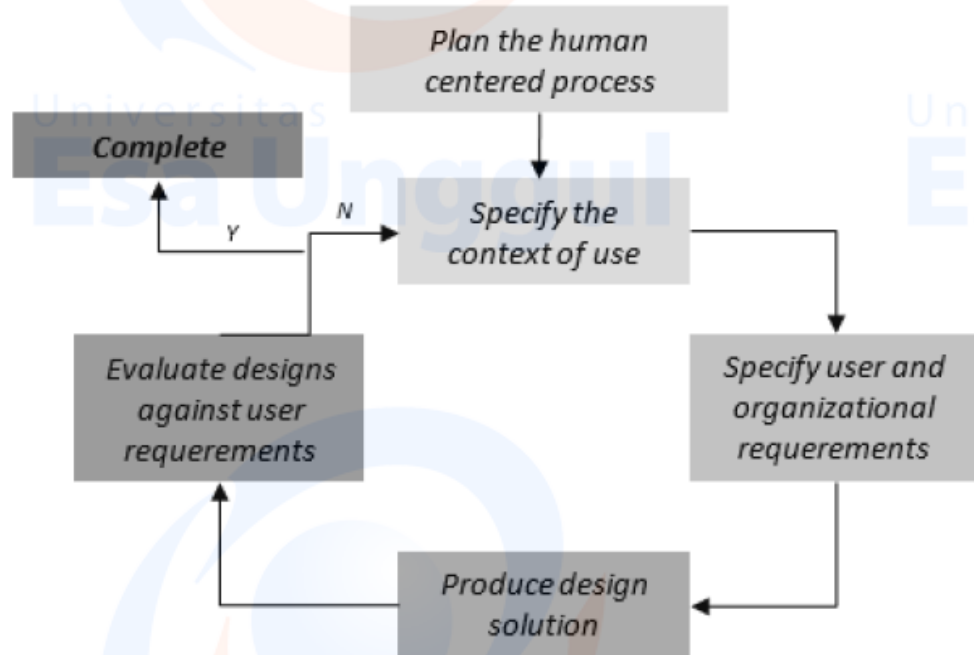 Plan the human
centered process
Universitas
Esa Unggul
Un
E
Complete
N
Y
Specify the
context of use
Evaluate designs
against user
requerements
Specify user and
organizational
requerements
Produce design
solution